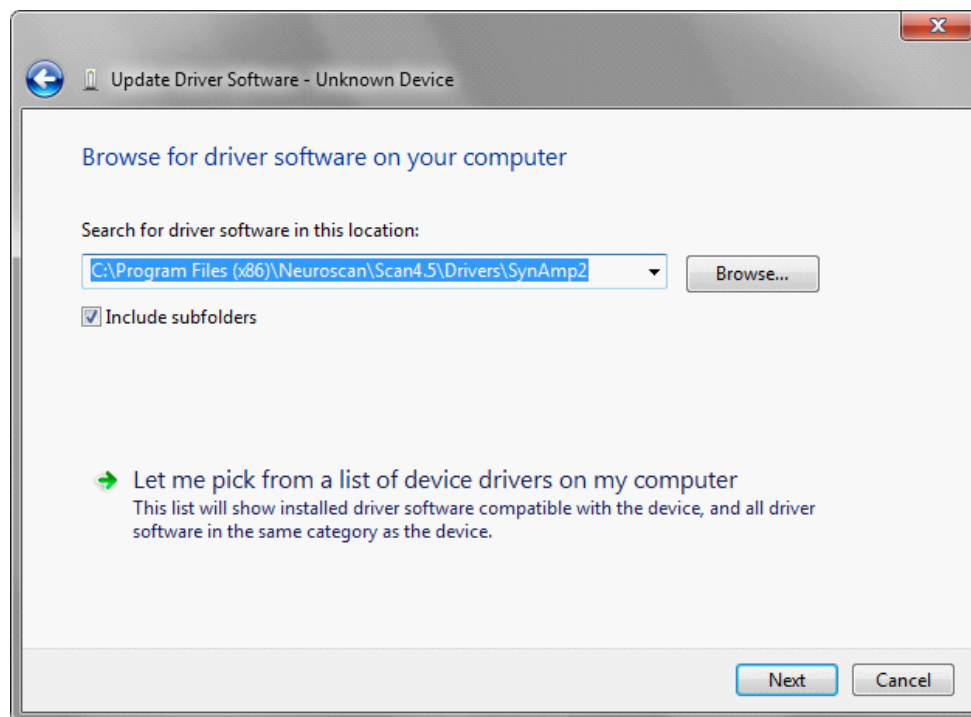 Update Driver Software - Unknown Device
Browse for driver software on your computer
Search for driver software in this location:
C:\Program Files (x86)\Neuroscan\Scan4.5\Drivers\SynAmp2
Browse...
Include subfolders
Let me pick from a list of device drivers on my computer
This list will show installed driver software compatible with the device, and all driver
software in the same category as the device.
Next
Cancel